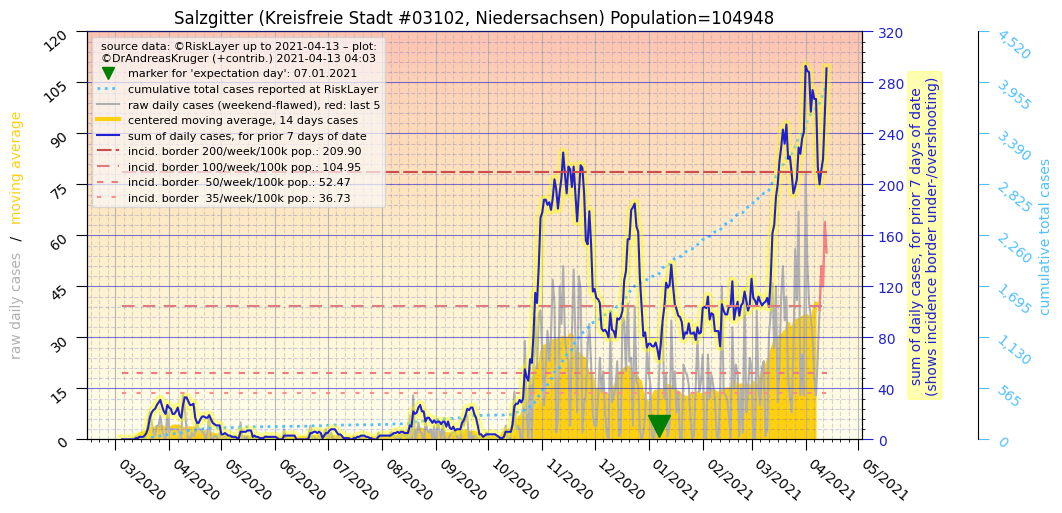 Salzgitter (Kreisfreie Stadt #03102, Niedersachsen) Population=104948
source data: ©RiskLayer up to 2021-04-13 – plot:
©DrAndreasKruger (+contrib.) 2021-04-13 04:03
marker for 'expectation day': 07.01.2021
cumulative total cases reported at RiskLayer
raw daily cases (weekend-flawed), red: last 5
centered moving average, 14 days cases
sum of daily cases, for prior 7 days of date
incid. border 200/week/100k pop.: 209.90
incid. border 100/week/100k pop.: 104.95
incid. border 50/week/100k pop.: 52.47
incid. border 35/week/100k pop.: 36.73
raw daily cases / moving average
120
105
90
75
60
45
30
15
0
320
280
240
200
160
120
80
40
0
sum of daily cases, for prior 7 days of date
(shows incidence border under-/overshooting)
4,520
3,955
3,390
2,825
2,260
1,695
1,130
565
0
cumulative total cases
03/2020
04/2020
05/2020
06/2020
07/2020
08/2020
09/2020
10/2020
11/2020
12/2020
01/2021
02/2021
03/2021
04/2021
05/2021